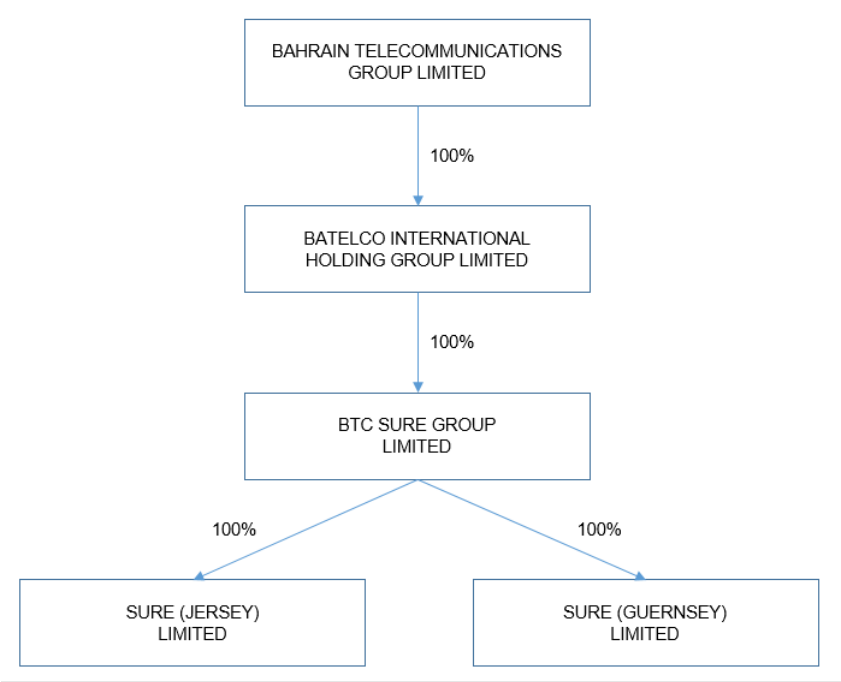 BAHRAIN TELECOMMUNICATIONS
GROUP LIMITED
100%
BATELCO INTERNATIONAL
HOLDING GROUP LIMITED
100%
BTC SURE GROUP
LIMITED
100%
100%
SURE (JERSEY)
LIMITED
SURE (GUERNSEY)
LIMITED